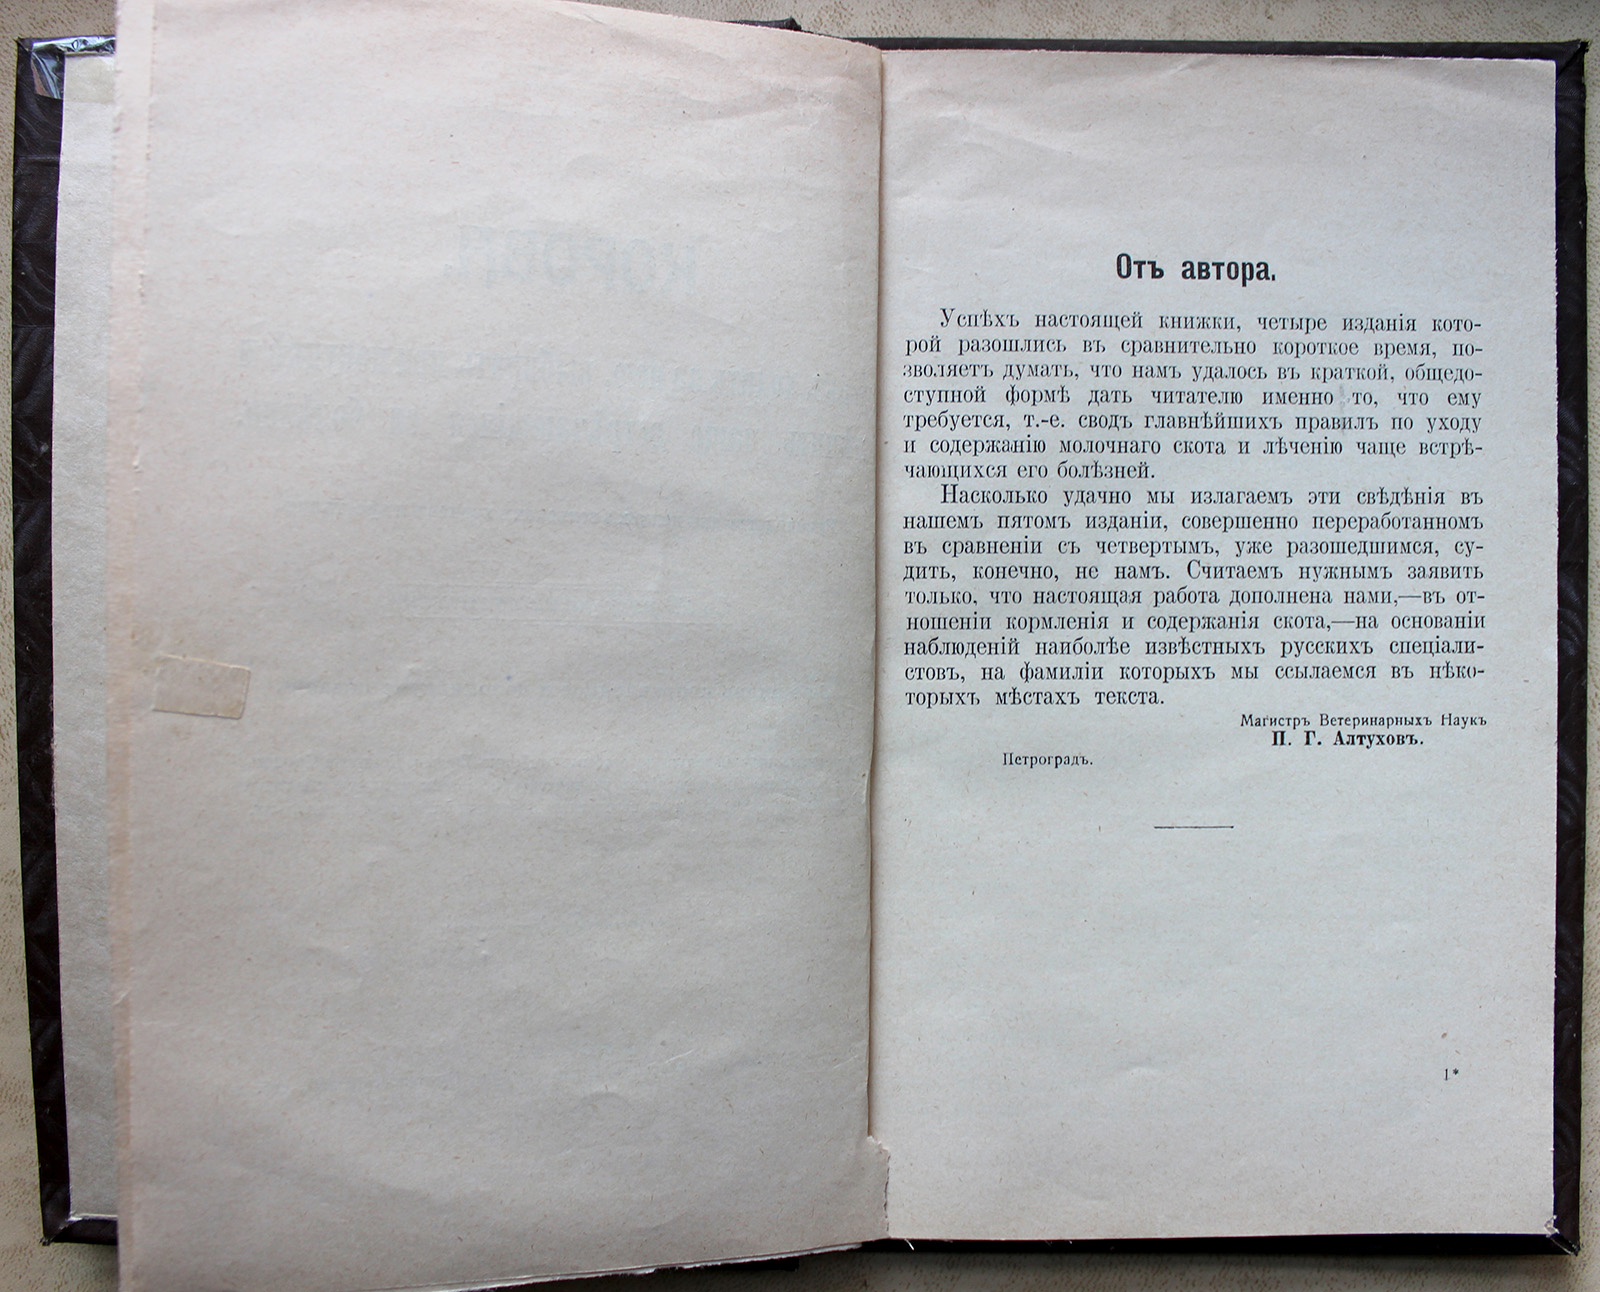 Отъ автора.
Успѣхъ настоящей книжки, четыре изданія кото-
рой разошлись въ сравнительно короткое время, по-
зволяетъ думать, что намъ удалось въ краткой, общедо-
ступной формѣ дать читателю именно то, что ему
требуется, т.-е. сводъ главнѣйшихъ правилъ по уходу
и содержанію молочнаго скота и лѣченію чаще встрѣ-
чающихся его болѣзней.
Насколько удачно мы излагаемъ эти свѣдѣнія въ
нашемъ пятомъ изданіи, совершенно переработанномъ
въ сравненіи съ четвертымъ, уже разошедшимся, су-
дить, конечно, не намъ. Считаемъ нужнымъ заявить
только, что настоящая работа дополнена нами,—въ от-
ношеніи кормленія и содержанія скота,—на основаніи
наблюденій наиболѣе извѣстныхъ русскихъ спеціали-
стовъ, на фамиліи которыхъ мы ссылаемся въ нѣко-
торыхъ мѣстахъ текста.
Магистръ Ветеринарныхъ Наукъ
П. Г. Алтуховъ.
Петроградъ.
1*